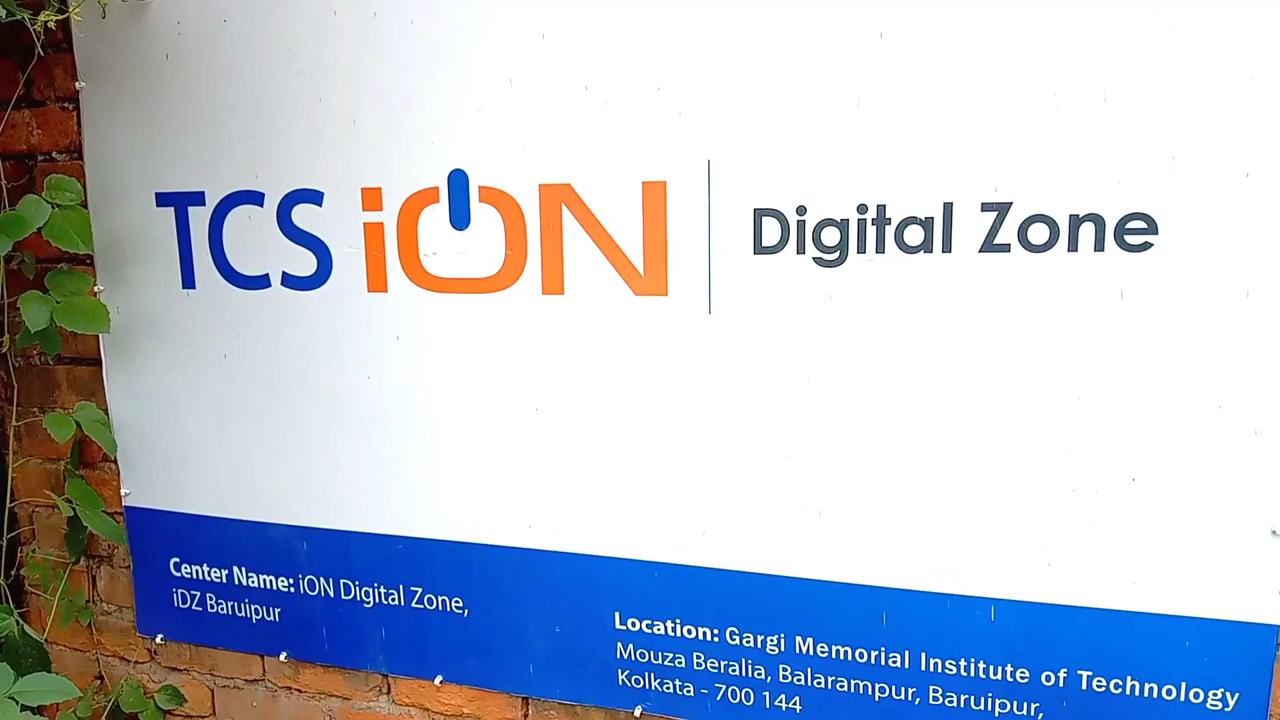 TCS iON Digital Zone
Center Name: iON Digital Zone,
iDZ Baruipur
Location: Gargi Memorial Institute of Technology
Mouza Beralia, Balarampur, Baruipur,
Kolkata - 700 144